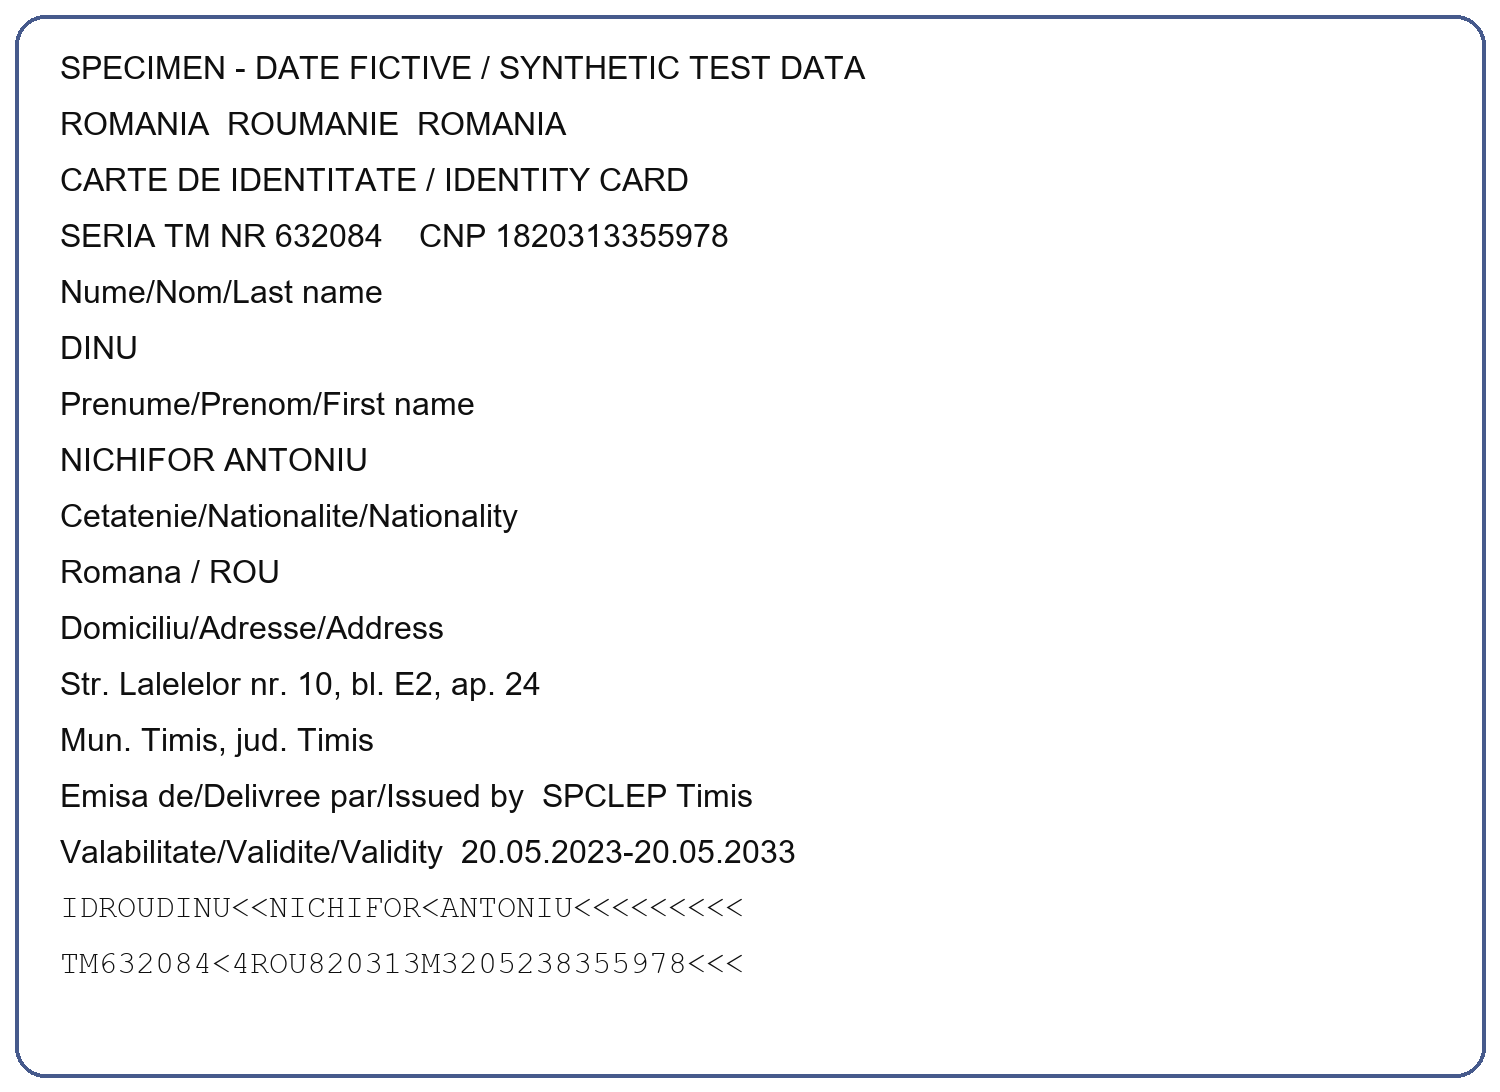 SPECIMEN - DATE FICTIVE / SYNTHETIC TEST DATA
ROMANIA  ROUMANIE  ROMANIA
CARTE DE IDENTITATE / IDENTITY CARD
SERIA TM NR 632084    CNP 1820313355978
Nume/Nom/Last name
DINU
Prenume/Prenom/First name
NICHIFOR ANTONIU
Cetatenie/Nationalite/Nationality
Romana / ROU
Domiciliu/Adresse/Address
Str. Lalelelor nr. 10, bl. E2, ap. 24
Mun. Timis, jud. Timis
Emisa de/Delivree par/Issued by  SPCLEP Timis
Valabilitate/Validite/Validity  20.05.2023-20.05.2033
IDROUDINU<<NICHIFOR<ANTONIU<<<<<<<<<
TM632084<4ROU820313M3205238355978<<<